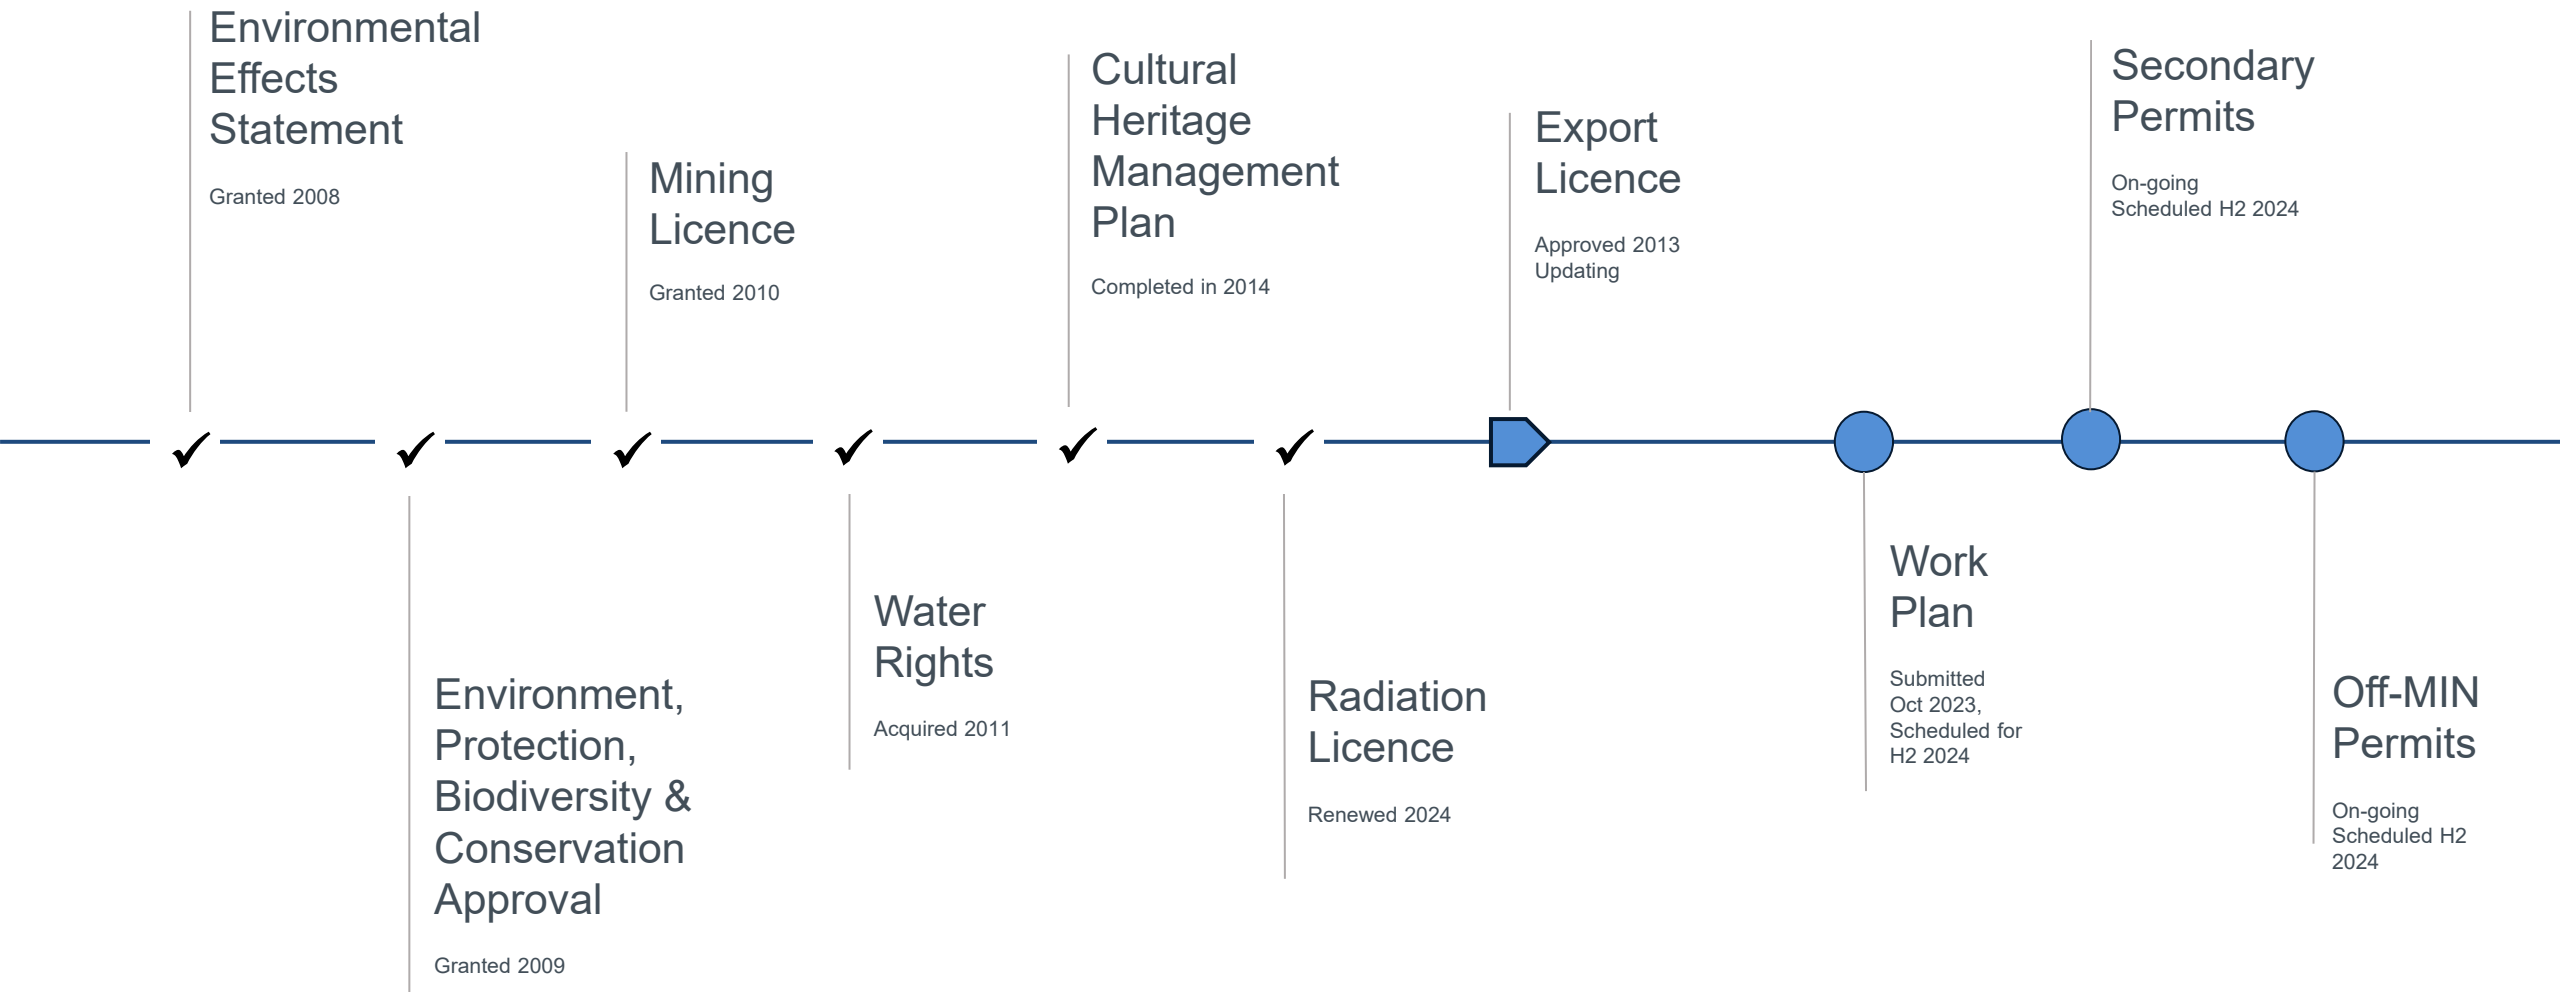 Environmental
Effects
Statement
Granted 2008
Environment,
Protection,
Biodiversity &
Conservation
Approval
Granted 2009
Mining
Licence
Granted 2010
Water
Rights
Acquired 2011
Cultural
Heritage
Management
Plan
Completed in 2014
Radiation
Licence
Renewed 2024
Export
Licence
Approved 2013
Updating
Work
Plan
Submitted
Oct 2023,
Scheduled for
H2 2024
Secondary
Permits
On-going
Scheduled H2 2024
Off-MIN
Permits
On-going
Scheduled H2
2024